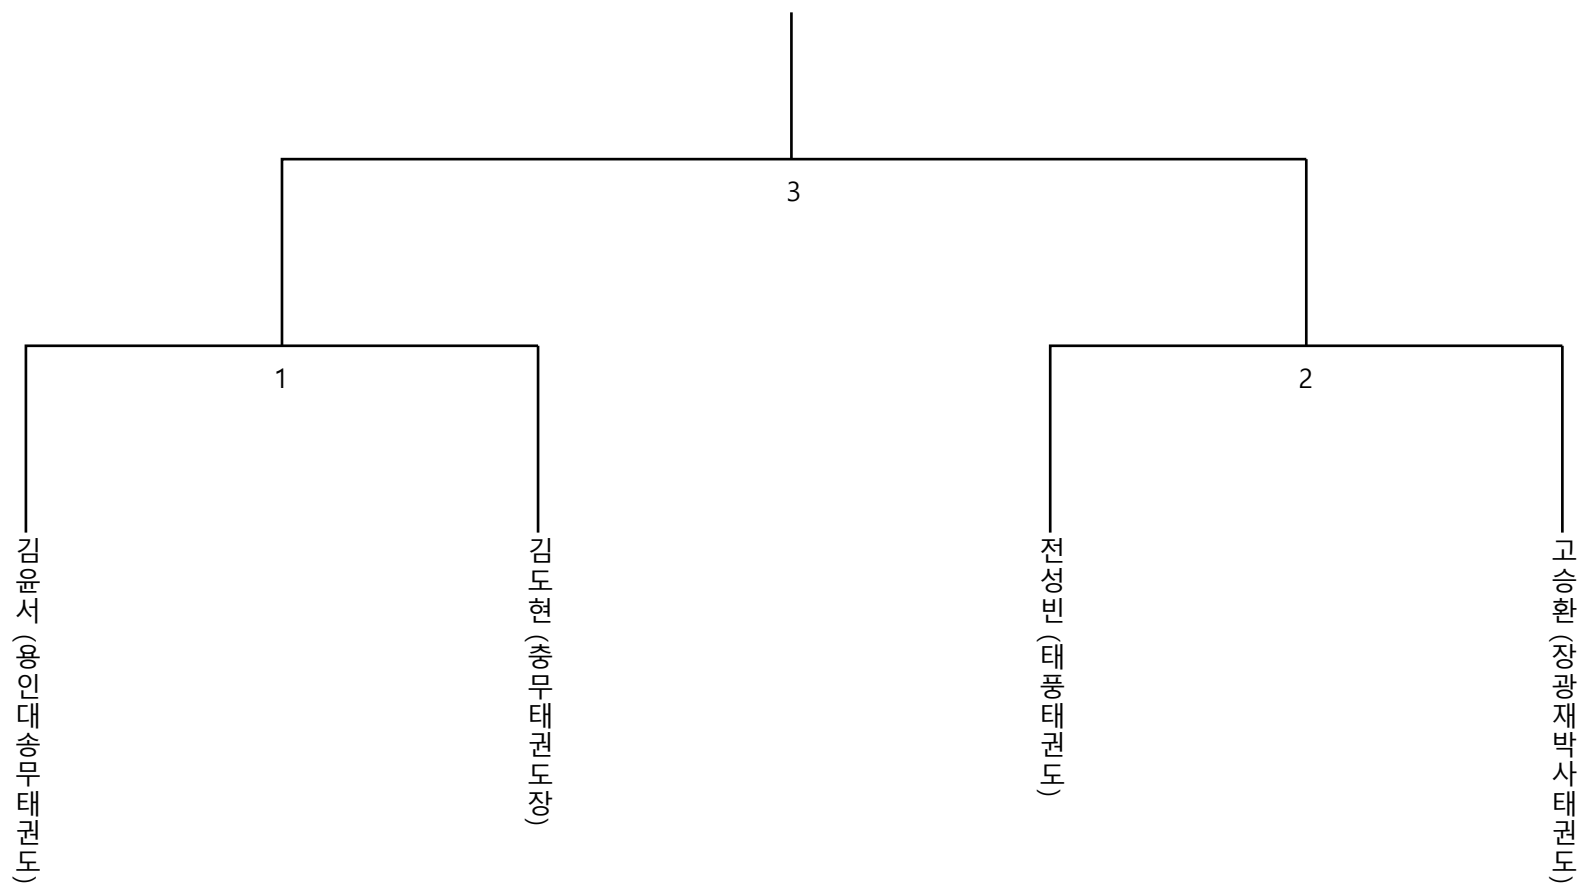 3
1
2
김윤서 (용인대송무태권도)
김도현 (충무태권도장)
전성빈 (태풍태권도)
고승환 (장광재박사태권도)